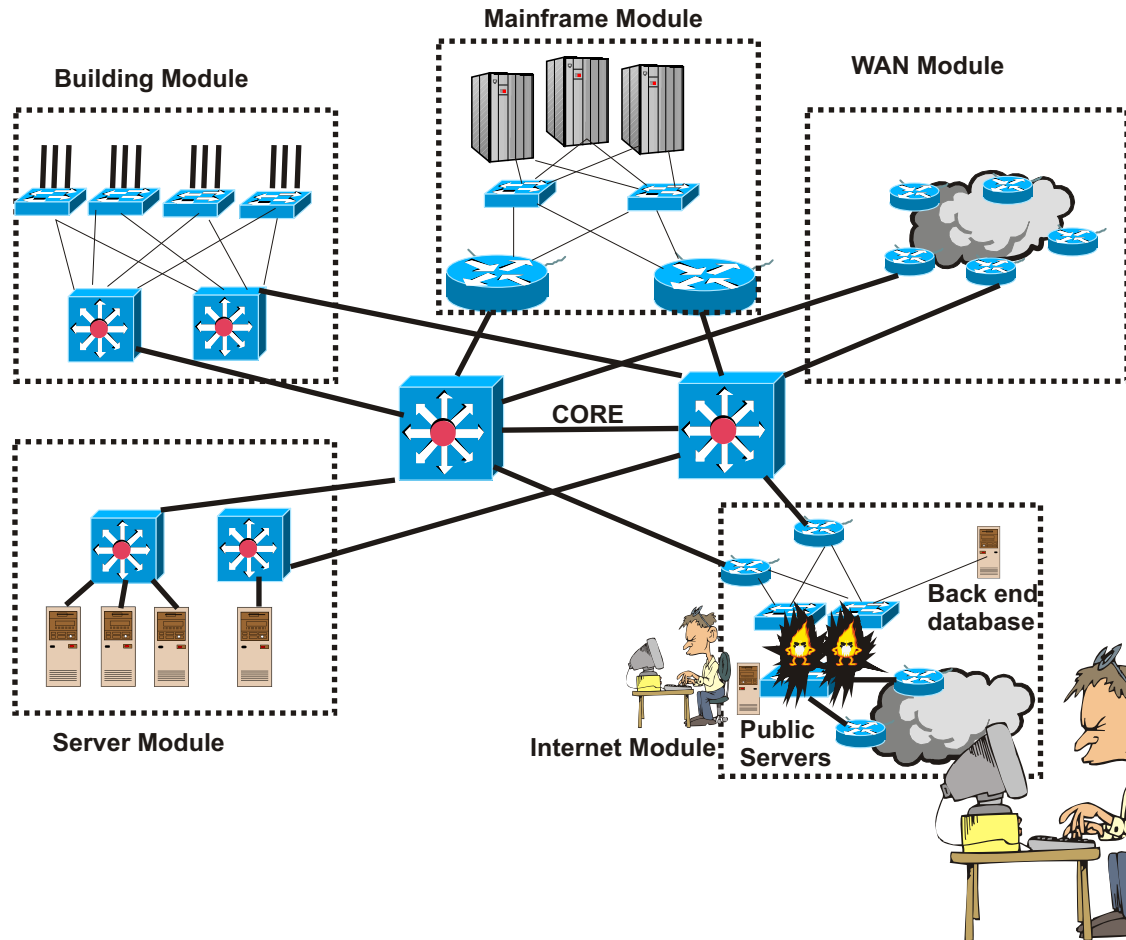 Mainframe Module
Building Module
WAN Module
CORE
Back end
database
Server Module
Internet Module
Public
Servers